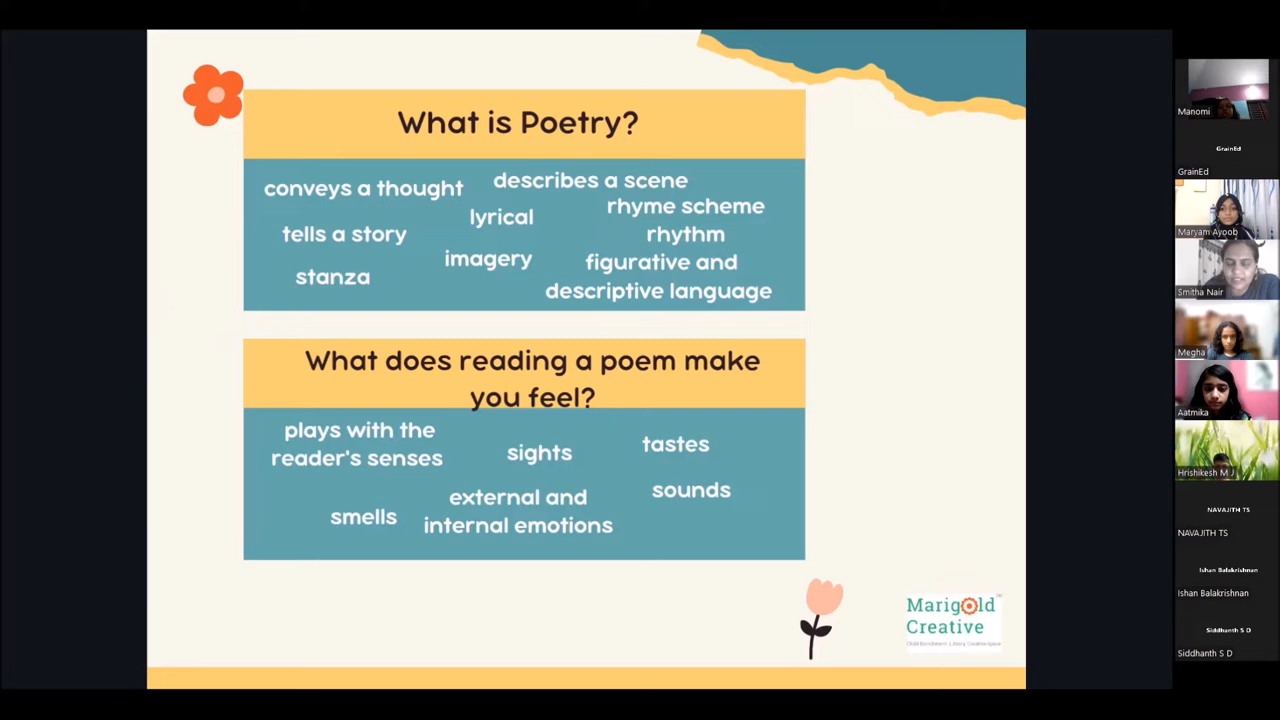 What is Poetry?
conveys a thought
describes a scene
lyrical
rhyme scheme
rhythm
tells a story
imagery
figurative and
descriptive language
stanza
What does reading a poem make
you feel?
plays with the
reader's senses
sights
tastes
smells
external and
internal emotions
sounds
Marigold
Creative
Manomi
GrainEd
GrainEd
Maryam Ayoob
Smitha Nair
Megha
Aatmika
Hrishikesh M J
NAVAJITH TS
NAVAJITH TS
Ishan Balakrishnan
Ishan Balakrishnan
Siddhanth S D
Siddhanth S D